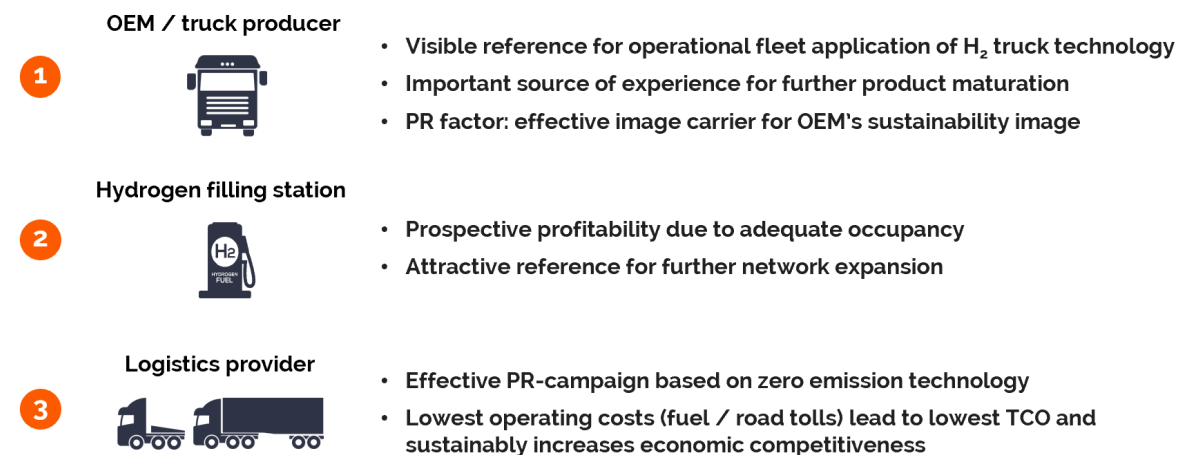 OEM / truck producer
1
• Visible reference for operational fleet application of H₂ truck technology
• Important source of experience for further product maturation
• PR factor: effective image carrier for OEM's sustainability image
Hydrogen filling station
2
H2
HYDROGEN
FUEL
• Prospective profitability due to adequate occupancy
• Attractive reference for further network expansion
Logistics provider
3
• Effective PR-campaign based on zero emission technology
• Lowest operating costs (fuel / road tolls) lead to lowest TCO and
sustainably increases economic competitiveness